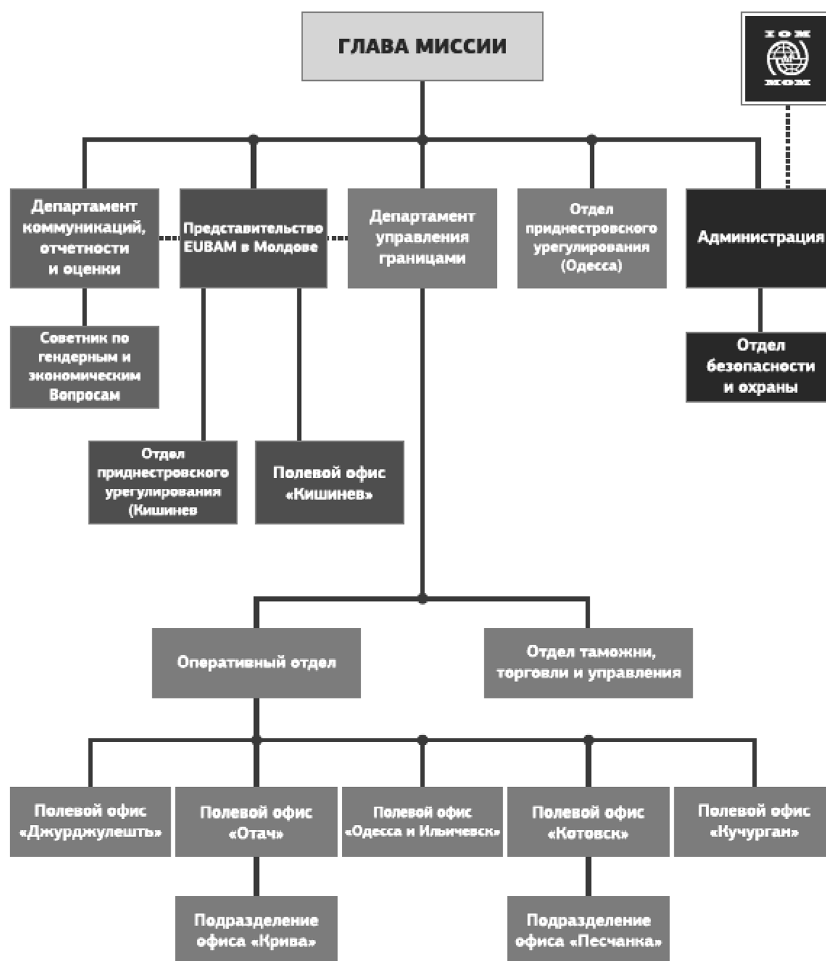 ГЛАВА МИССИИ
IOM
MOM
Департамент
коммуникаций,
отчетности
и оценки
Представительство
EUBAM в Молдове
Департамент
управления
границами
Отдел
приднестровского
урегулирования
(Одесса)
Администрация
Советник по
гендерным и
экономическим
Вопросам
Отдел
безопасности
и охраны
Отдел
приднестровского
урегулирования
(Кишинев
Полевой офис
«Кишинев»
Оперативный отдел
Отдел таможни,
торговли и управления
Полевой офис
«Джурджулешть»
Полевой офис
«Отач»
Полевой офис
«Одесса и Ильичевск»
Полевой офис
«Котовск»
Полевой офис
«Кучурган»
Подразделение
офиса «Крива»
Подразделение
офиса «Песчанка»